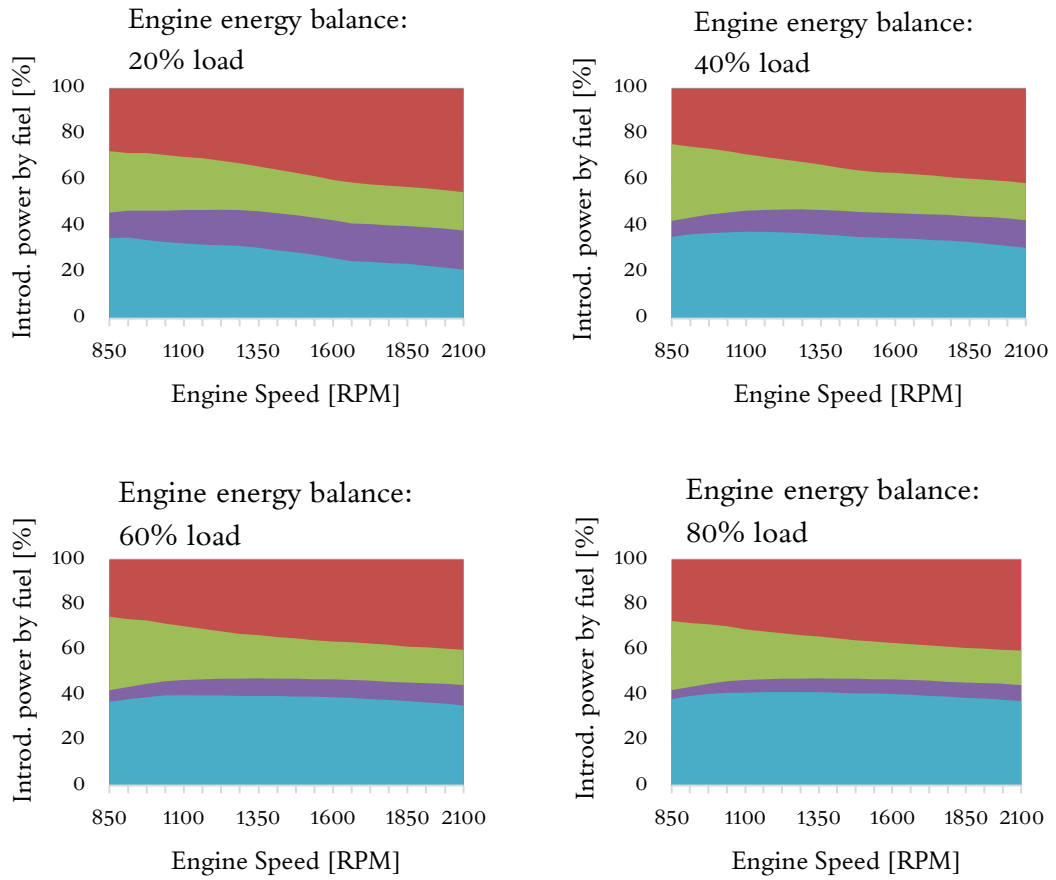 Engine energy balance:
20% load
Introd. power by fuel [%]
100
80
60
40
20
0
850 1100 1350 1600 1850 2100
Engine Speed [RPM]
Engine energy balance:
40% load
Introd. power by fuel [%]
100
80
60
40
20
0
850 1100 1350 1600 1850 2100
Engine Speed [RPM]
Engine energy balance:
60% load
Introd. power by fuel [%]
100
80
60
40
20
0
850 1100 1350 1600 1850 2100
Engine Speed [RPM]
Engine energy balance:
80% load
Introd. power by fuel [%]
100
80
60
40
20
0
850 1100 1350 1600 1850 2100
Engine Speed [RPM]